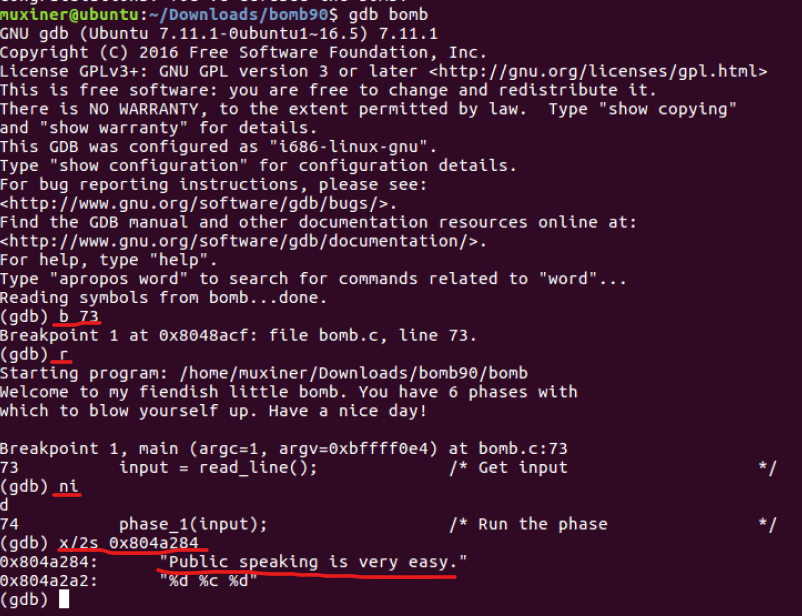 muxiner@ubuntu:~/Downloads/bomb90$ gdb bomb
GNU gdb (Ubuntu 7.11.1-0ubuntu1~16.5) 7.11.1
Copyright (C) 2016 Free Software Foundation, Inc.
License GPLv3+: GNU GPL version 3 or later <http://gnu.org/licenses/gpl.html>
This is free software: you are free to change and redistribute it.
There is NO WARRANTY, to the extent permitted by law.  Type "show copying"
and "show warranty" for details.
This GDB was configured as "i686-linux-gnu".
Type "show configuration" for configuration details.
For bug reporting instructions, please see:
<http://www.gnu.org/software/gdb/bugs/>.
Find the GDB manual and other documentation resources online at:
<http://www.gnu.org/software/gdb/documentation/>.
For help, type "help".
Type "apropos word" to search for commands related to "word"...
Reading symbols from bomb...done.
(gdb) b 73
Breakpoint 1 at 0x8048acf: file bomb.c, line 73.
(gdb) r
Starting program: /home/muxiner/Downloads/bomb90/bomb
Welcome to my fiendish little bomb. You have 6 phases with
which to blow yourself up. Have a nice day!
Breakpoint 1, main (argc=1, argv=0xbffff0e4) at bomb.c:73
73          input = read_line();             /* Get input                   */
(gdb) ni
d
74          phase_1(input);                  /* Run the phase               */
(gdb) x/2s 0x804a284
0x804a284:      "Public speaking is very easy."
0x804a2a2:      "%d %c %d"
(gdb)